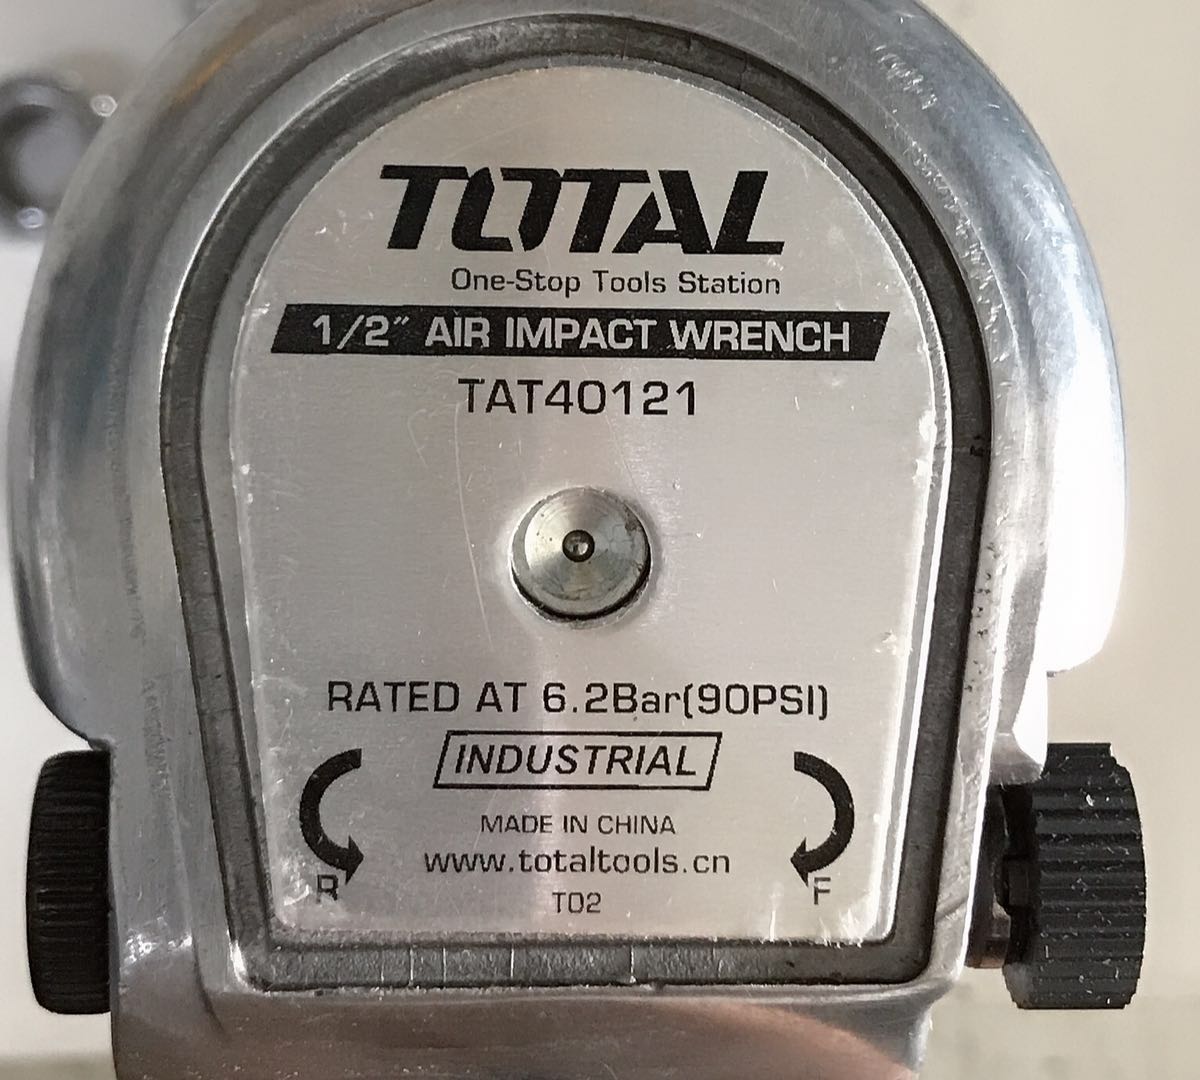 TOTAL
One-Stop Tools Station
1/2″ AIR IMPACT WRENCH
TAT40121
RATED AT 6.2Bar(90PSI)
INDUSTRIAL
MADE IN CHINA
www.totaltools.cn
R T02 F